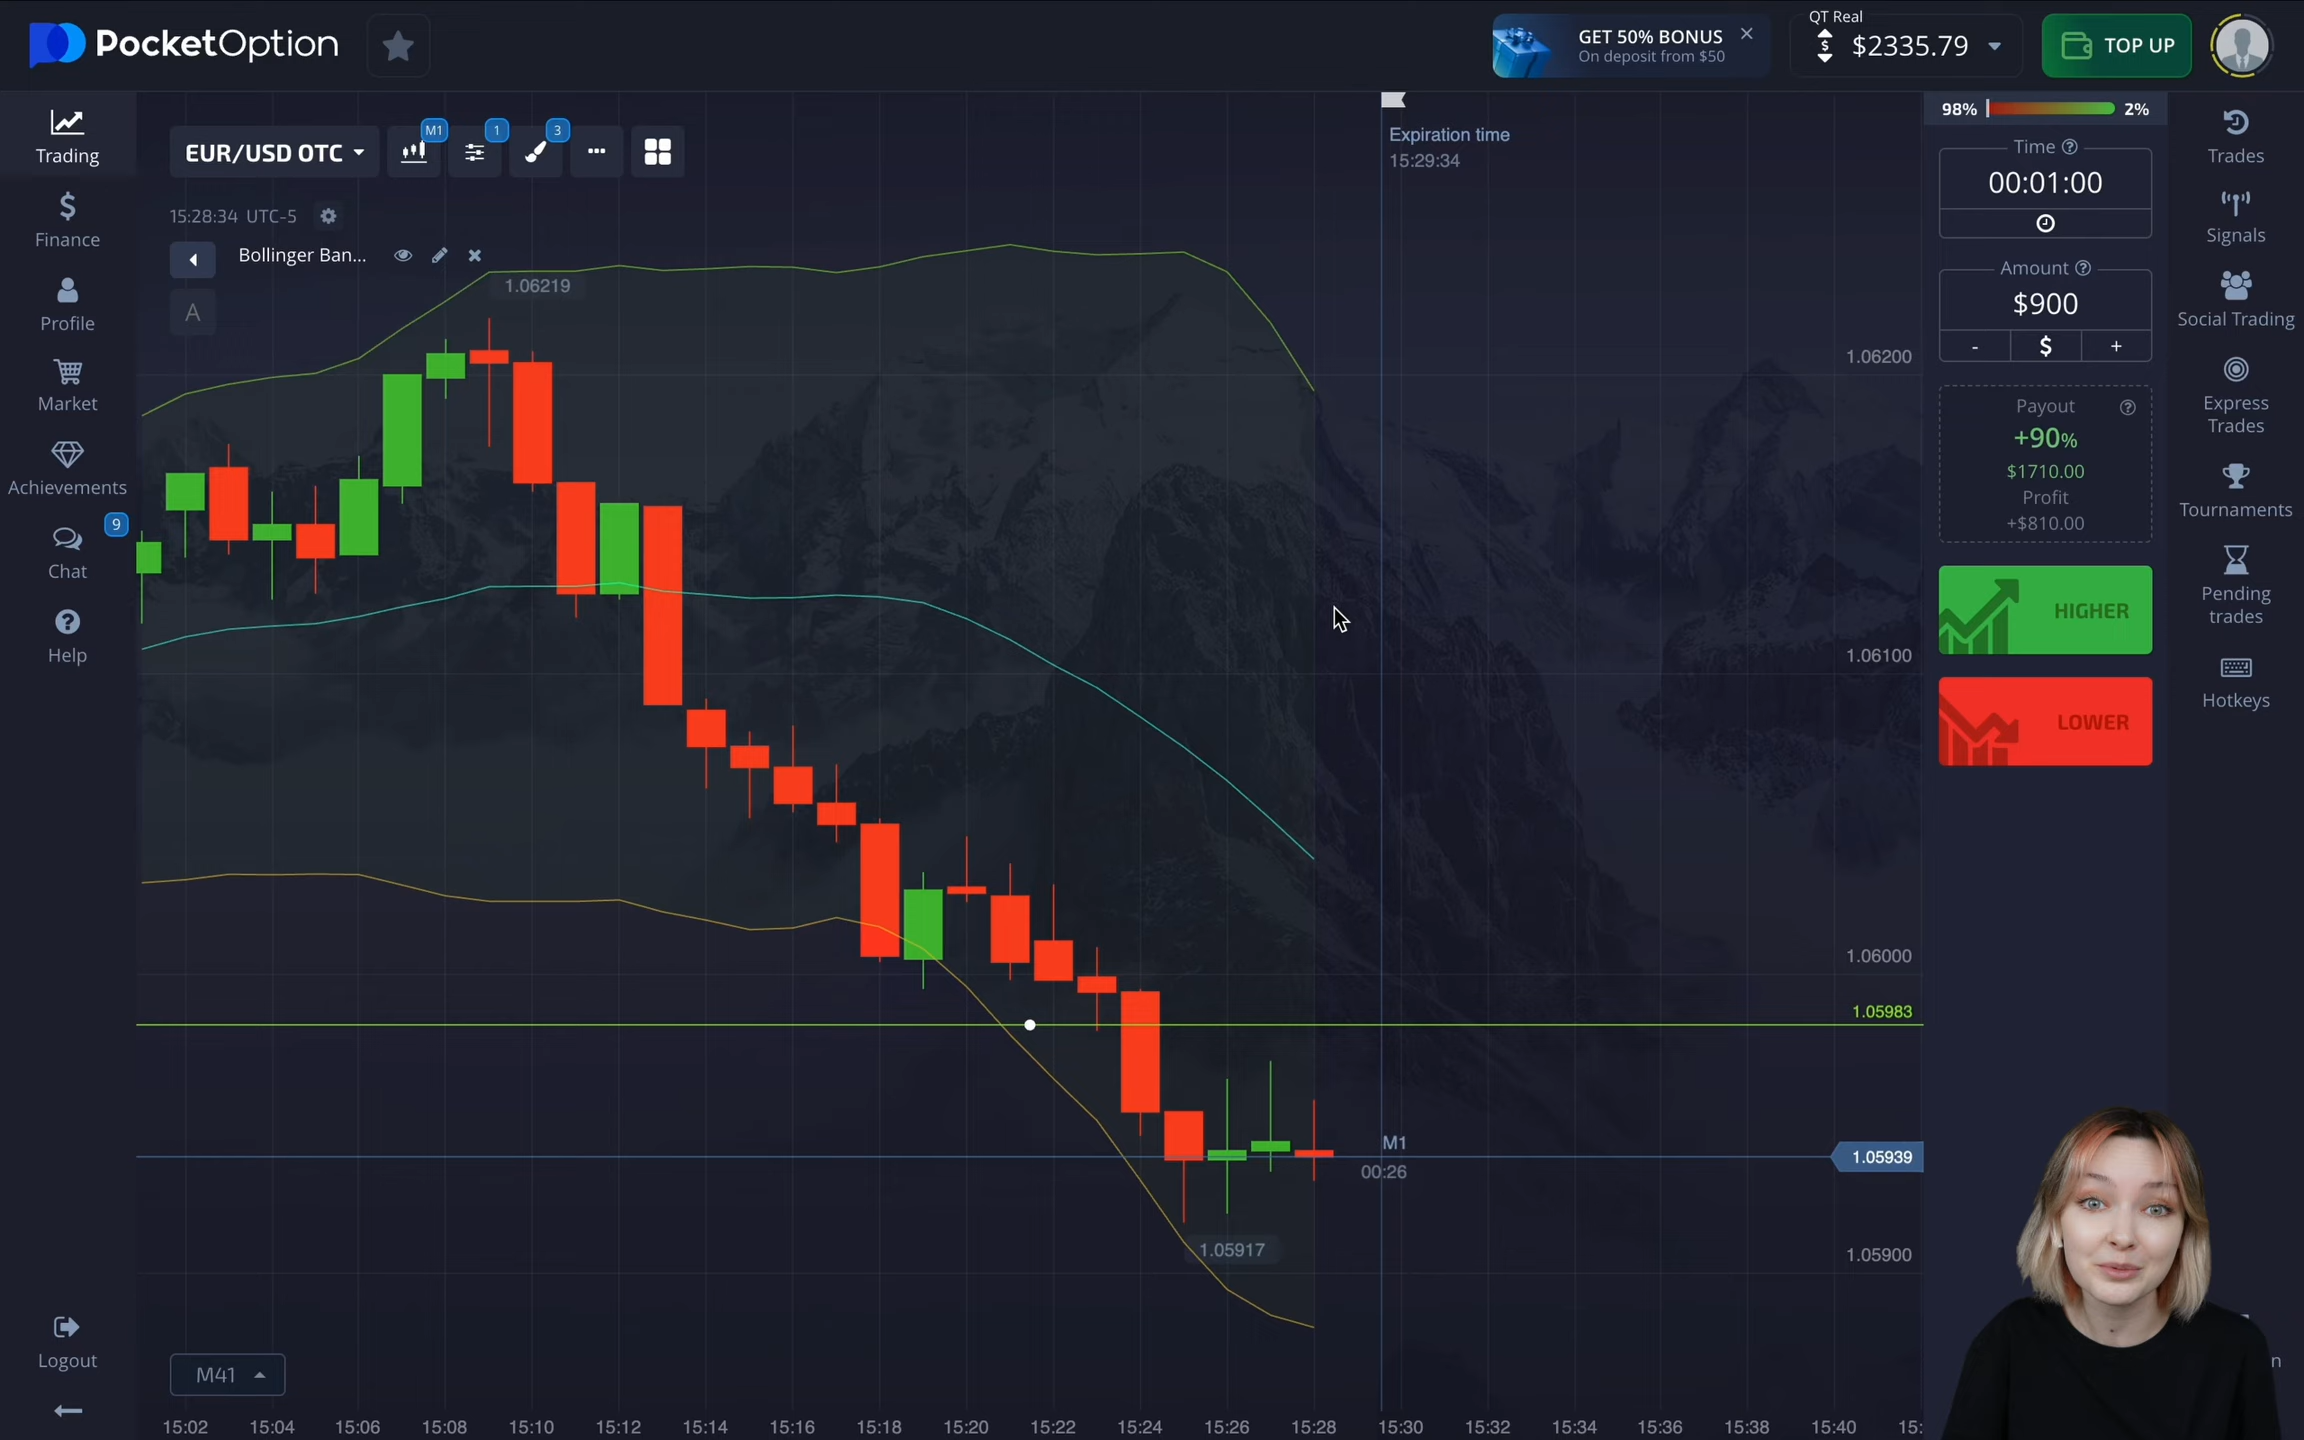 PocketOption
GET 50% BONUS
On deposit from $50
QT Real
$2335.79
TOP UP
Trading
Finance
Profile
Market
Achievements
9
Chat
Help
Logout
EUR/USD OTC
M1
1
3
15:28:34 UTC-5
Bollinger Ban...
A
Expiration time
15:29:34
1.06219
1.06200
1.06100
1.06000
1.05983
M1
00:26
1.05939
1.05917
1.05900
M41
15:02 15:04 15:06 15:08 15:10 15:12 15:14 15:16 15:18 15:20 15:22 15:24 15:26 15:28 15:30 15:32 15:34 15:36 15:38 15:40 15:
98% 2%
Time
00:01:00
Amount
$900
- $ +
Payout
+90%
$1710.00
Profit
+$810.00
HIGHER
LOWER
Trades
Signals
Social Trading
Express
Trades
Tournaments
Pending
trades
Hotkeys